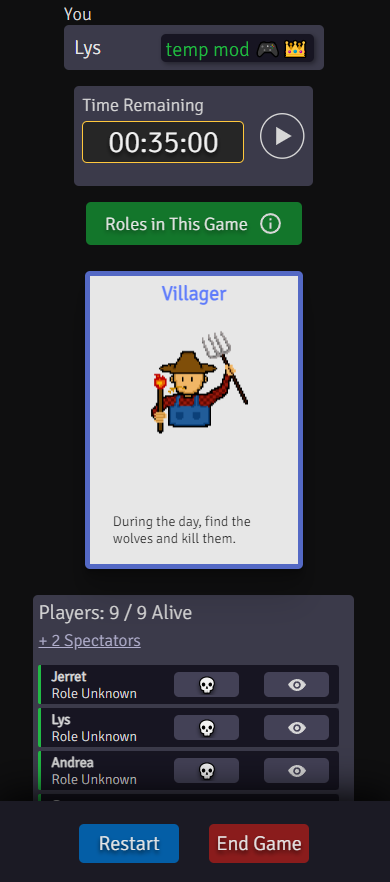 You
Lys
temp mod 🎮 👑
Time Remaining
00:35:00
Roles in This Game
Villager
During the day, find the
wolves and kill them.
Players: 9 / 9 Alive
+ 2 Spectators
Jerret
Role Unknown
Lys
Role Unknown
Andrea
Role Unknown
Restart
End Game